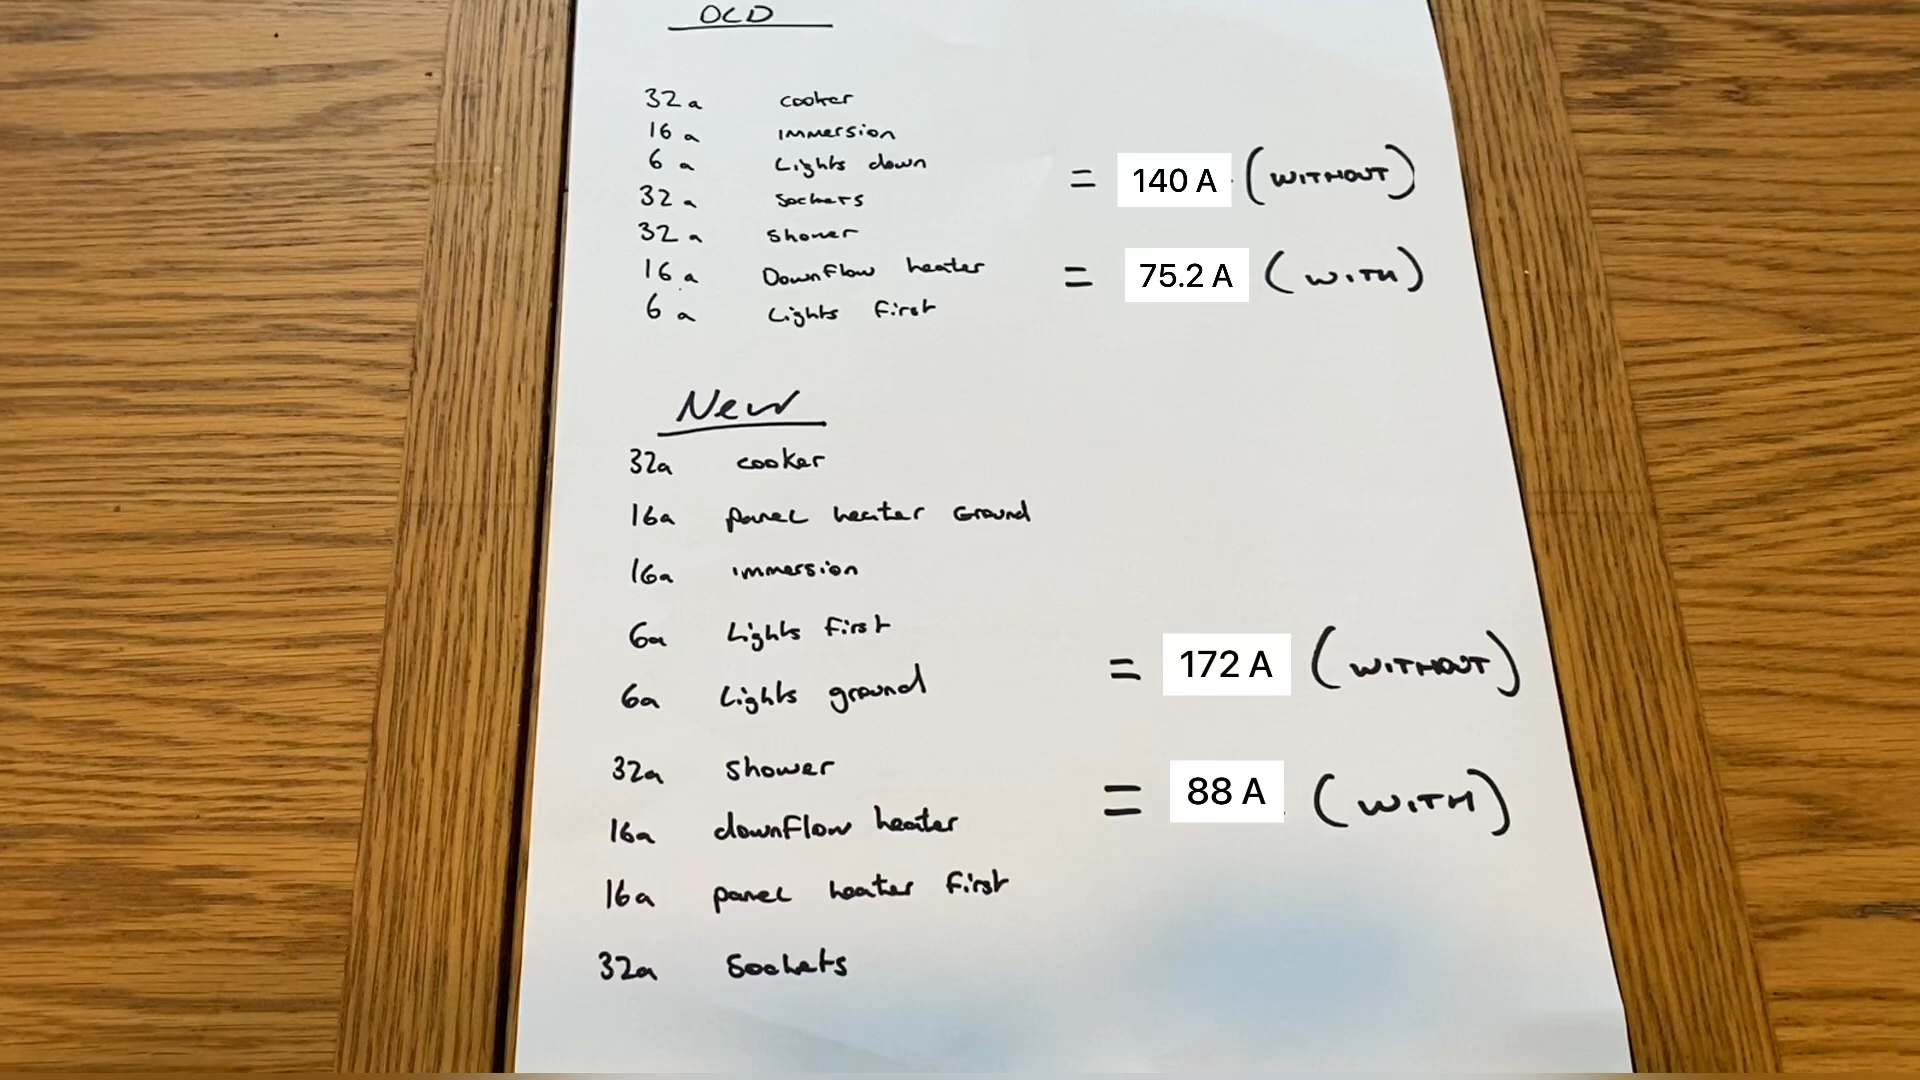 OLD
32a cooker
16a immersion
6a Lights down
= 140 A (WITHOUT)
32a Sockets
32a Shower
16a Downflow heater
= 75.2 A (WITH)
6a Lights First
New
32a cooker
16a panel heater Ground
16a immersion
6a Lights first
= 172 A (WITHOUT)
6a Lights ground
32a Shower
= 88 A (WITH)
16a downflow heater
16a panel heater first
32a Sockets